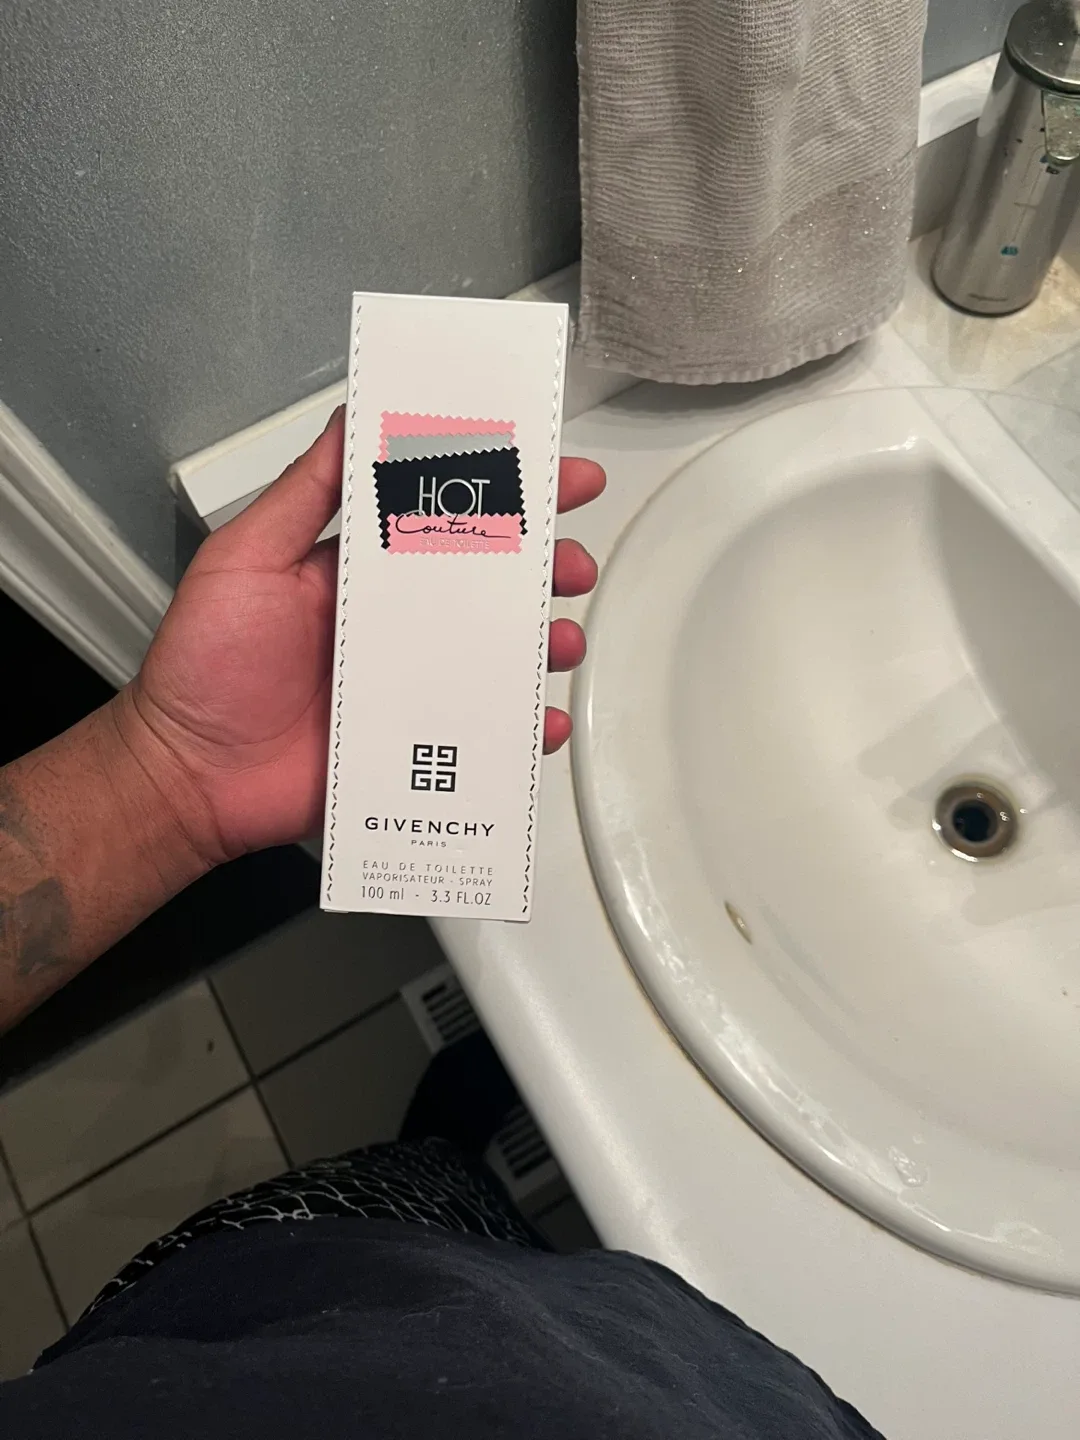 HOT
Couture
EAU DE TOILETTE
GIVENCHY
PARIS
EAU DE TOILETTE
VAPORISATEUR - SPRAY
100 ml - 3.3 FL.OZ